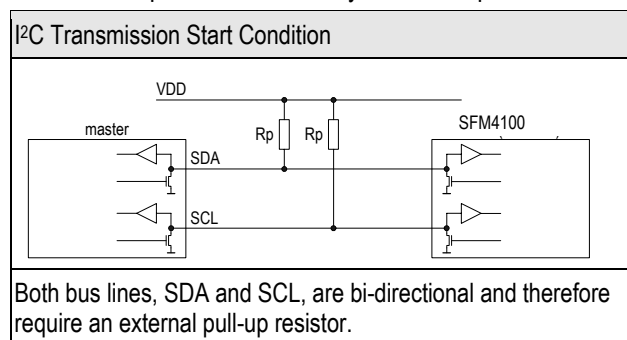 I²C Transmission Start Condition
VDD
master
Rp
Rp
SFM4100
SDA
SCL
Both bus lines, SDA and SCL, are bi-directional and therefore
require an external pull-up resistor.